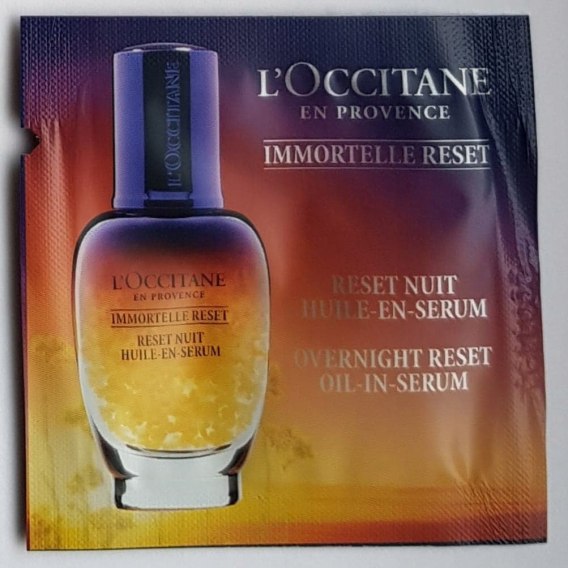 L'OCCITANE
EN PROVENCE
IMMORTELLE RESET
RESET NUIT
HUILE-EN-SERUM
OVERNIGHT RESET
OIL-IN-SERUM
L'OCCITANE
L'OCCITANE
EN PROVENCE
IMMORTELLE RESET
RESET NUIT
HUILE-EN-SERUM